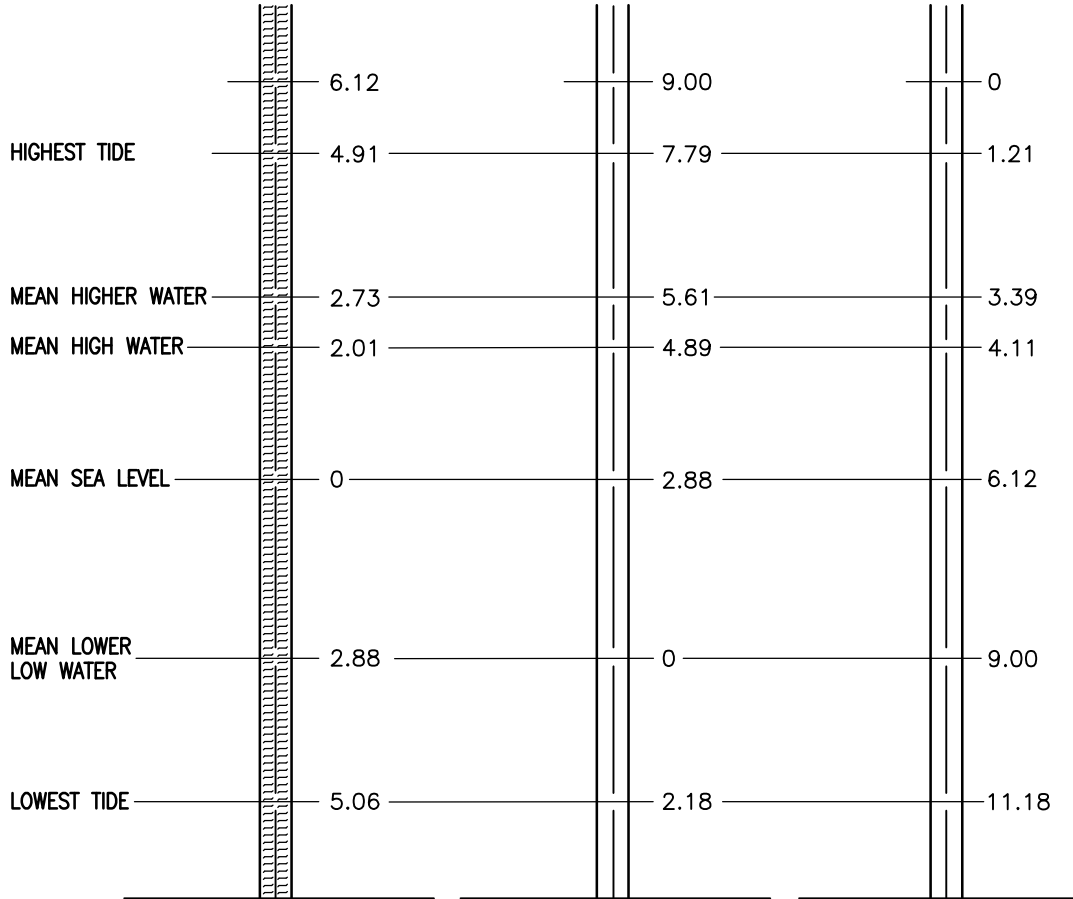 6.12 9.00 0
HIGHEST TIDE 4.91 7.79 1.21
MEAN HIGHER WATER 2.73 5.61 3.39
MEAN HIGH WATER 2.01 4.89 4.11
MEAN SEA LEVEL 0 2.88 6.12
MEAN LOWER
LOW WATER 2.88 0 9.00
LOWEST TIDE 5.06 2.18 11.18